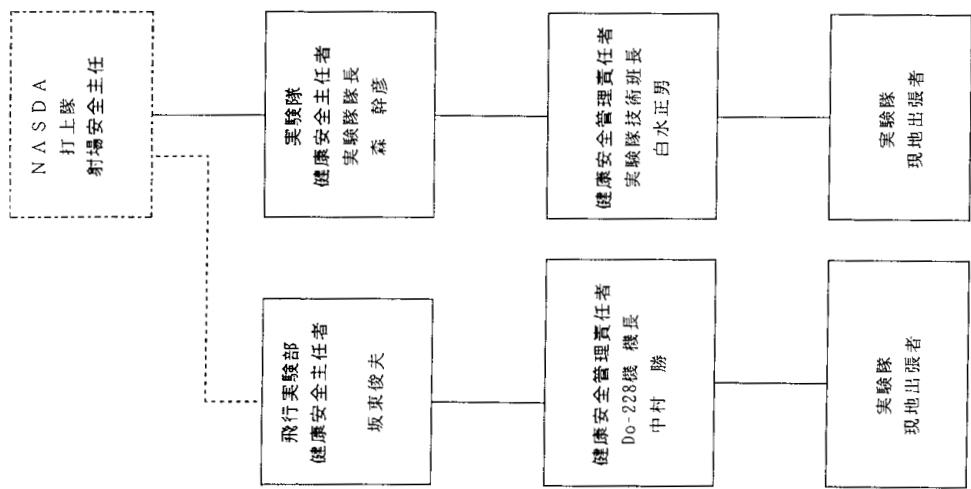 NASDA
打上隊
射場安全主任
実験隊
健康安全主任者
実験隊隊長
森 幹彦
健康安全管理責任者
実験隊技術班長
白水正男
実験隊
現地出張者
飛行実験部
健康安全主任者
坂東俊夫
健康安全管理責任者
Do-228機 機長
中村 勝
実験隊
現地出張者